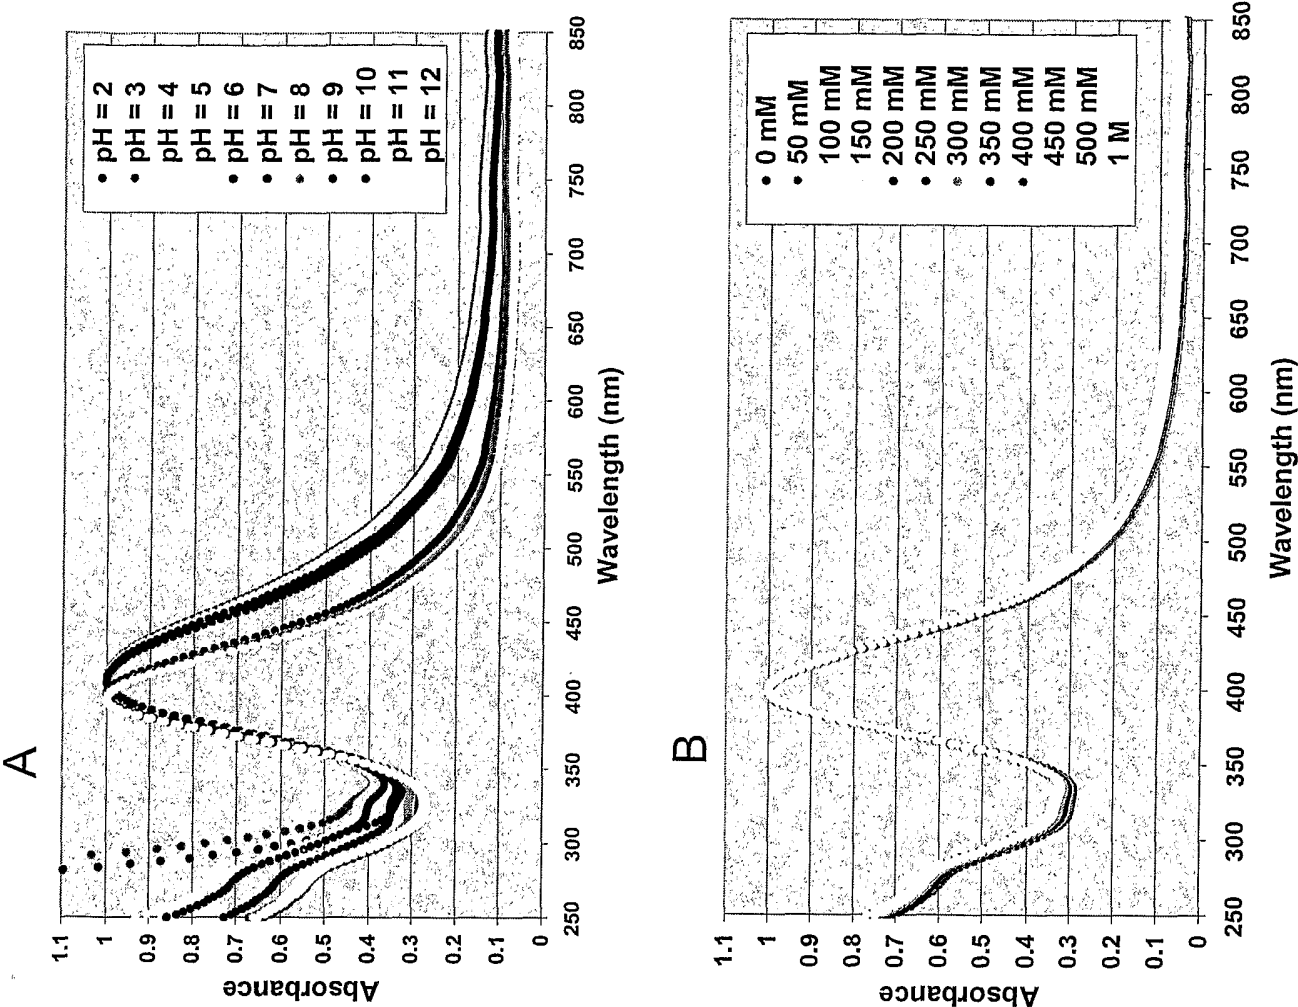 A
1.1
1
0.9
0.8
0.7
0.6
0.5
0.4
0.3
0.2
0.1
0
Absorbance
250
300
350
400
450
500
550
600
650
700
750
800
850
Wavelength (nm)
pH = 2
pH = 3
pH = 4
pH = 5
pH = 6
pH = 7
pH = 8
pH = 9
pH = 10
pH = 11
pH = 12
B
1.1
1
0.9
0.8
0.7
0.6
0.5
0.4
0.3
0.2
0.1
0
Absorbance
250
300
350
400
450
500
550
600
650
700
750
800
850
Wavelength (nm)
0 mM
50 mM
100 mM
150 mM
200 mM
250 mM
300 mM
350 mM
400 mM
450 mM
500 mM
1 M